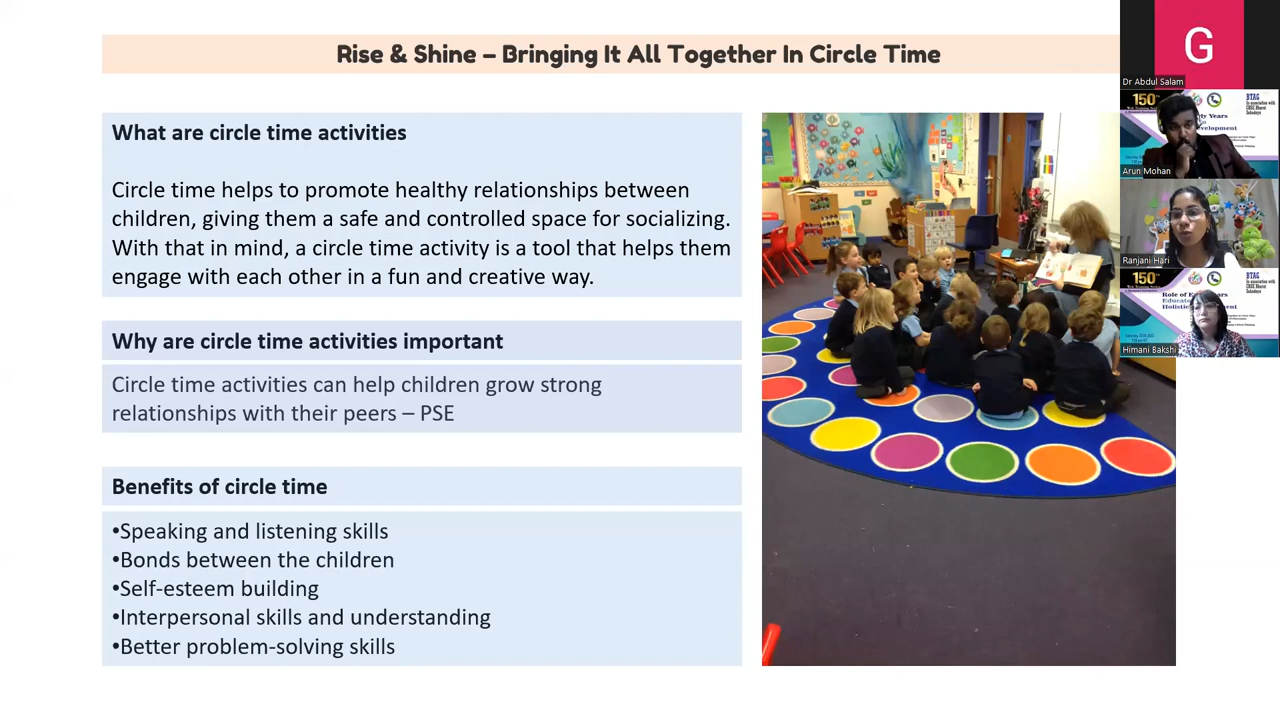 Rise & Shine – Bringing It All Together In Circle Time
What are circle time activities
Circle time helps to promote healthy relationships between
children, giving them a safe and controlled space for socializing.
With that in mind, a circle time activity is a tool that helps them
engage with each other in a fun and creative way.
Why are circle time activities important
Circle time activities can help children grow strong
relationships with their peers – PSE
Benefits of circle time
•Speaking and listening skills
•Bonds between the children
•Self-esteem building
•Interpersonal skills and understanding
•Better problem-solving skills
G
Dr Abdul Salam
150
BTAG
Arun Mohan
Ranjani Hari
150
BTAG
Himani Bakshi